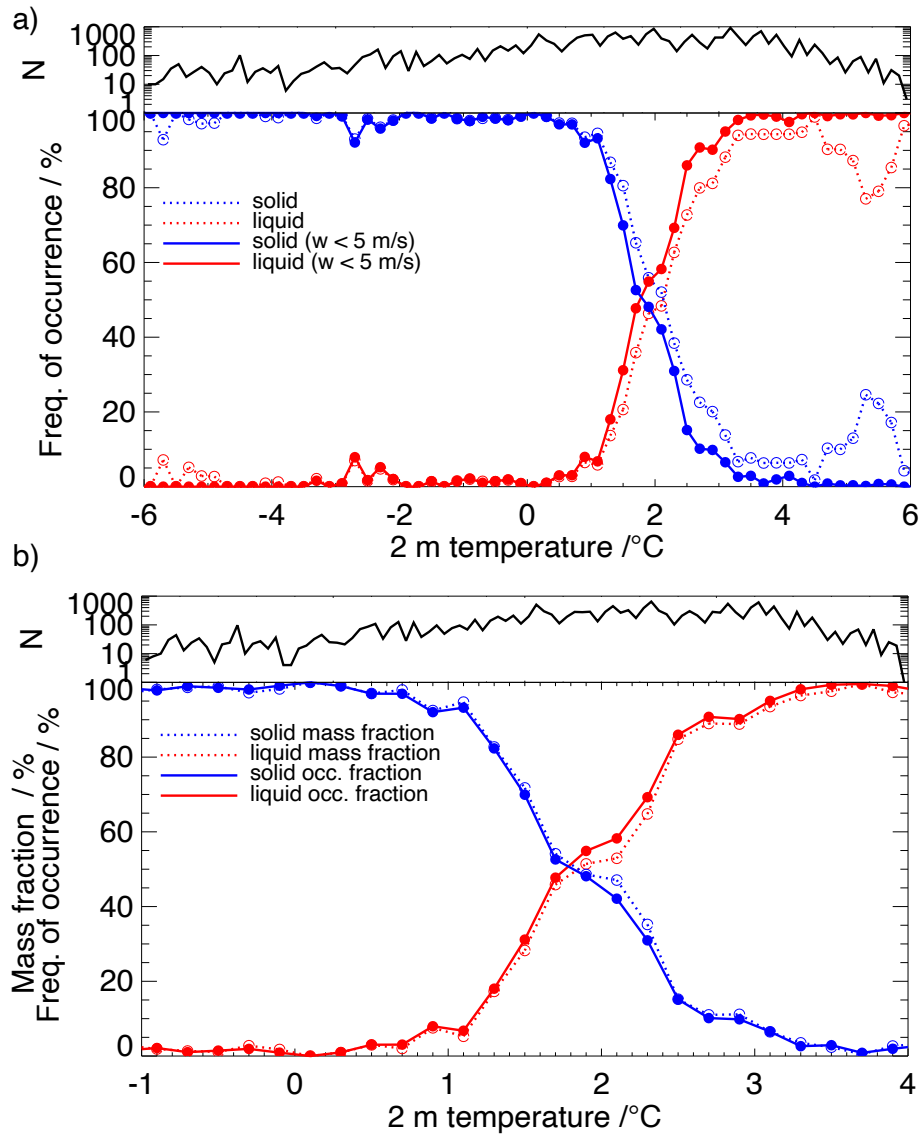 a)
1000
100
10
1
N
100
80
60
40
20
0
Freq. of occurrence / %
solid
liquid
solid (w < 5 m/s)
liquid (w < 5 m/s)
-6
-4
-2
0
2
4
6
2 m temperature /°C
b)
1000
100
10
1
N
100
80
60
40
20
0
Mass fraction / %
Freq. of occurrence / %
solid mass fraction
liquid mass fraction
solid occ. fraction
liquid occ. fraction
-1
0
1
2
3
4
2 m temperature /°C